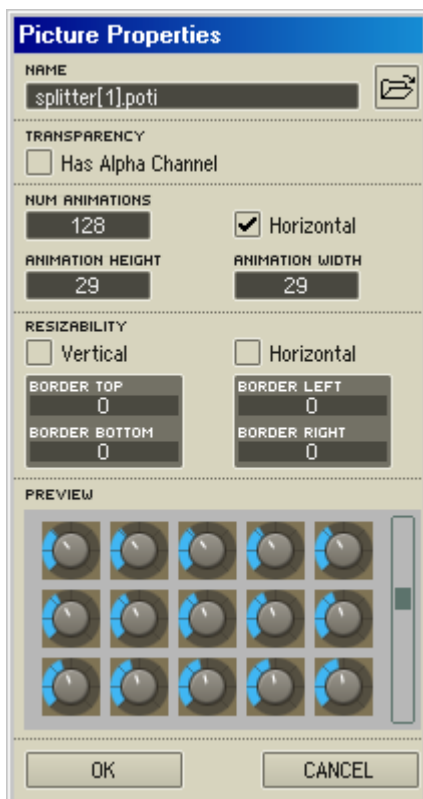 Picture Properties
NAME
splitter[1].poti
TRANSPARENCY
Has Alpha Channel
NUM ANIMATIONS
128
Horizontal
ANIMATION HEIGHT
ANIMATION WIDTH
29
29
RESIZABILITY
Vertical
Horizontal
BORDER TOP
BORDER LEFT
0
0
BORDER BOTTOM
BORDER RIGHT
0
0
PREVIEW
OK
CANCEL